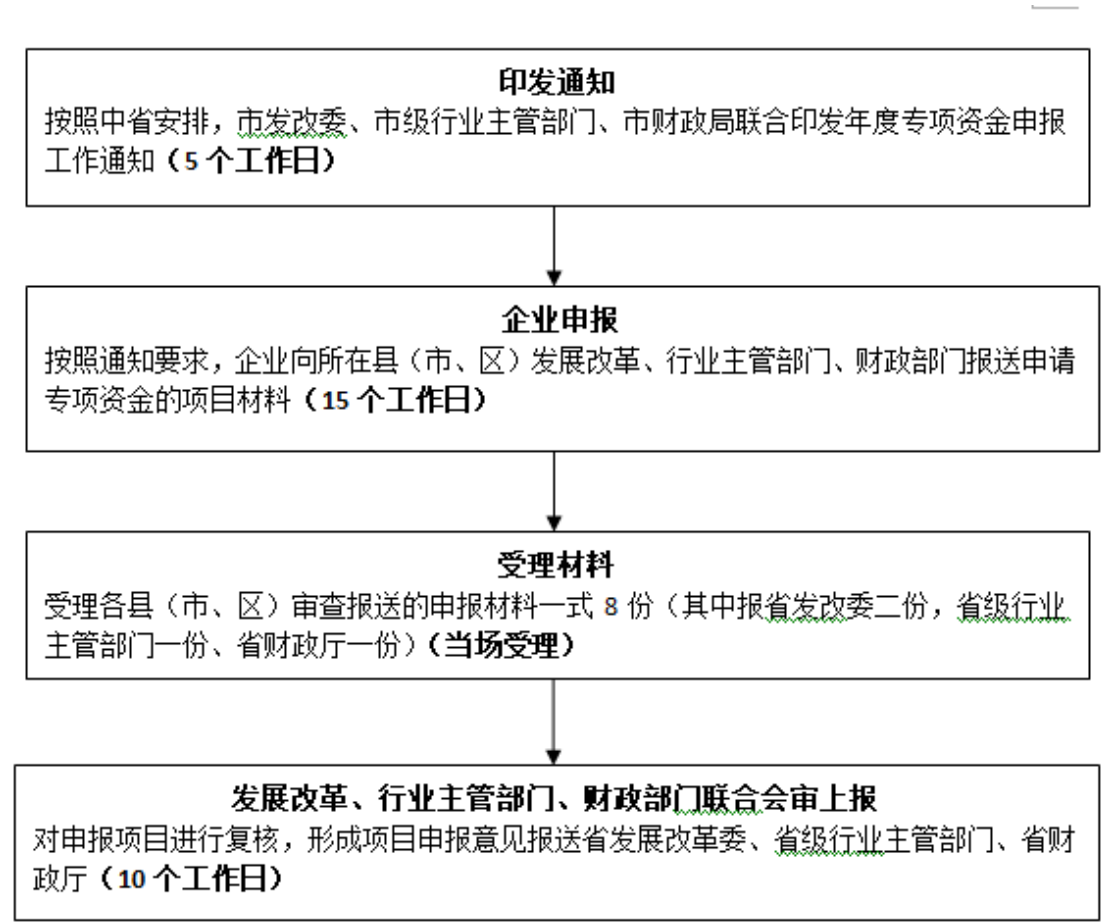 印发通知
按照中省安排，市发改委、市级行业主管部门、市财政局联合印发年度专项资金申报
工作通知（5 个工作日）
企业申报
按照通知要求，企业向所在县（市、区）发展改革、行业主管部门、财政部门报送申请
专项资金的项目材料（15 个工作日）
受理材料
受理各县（市、区）审查报送的申报材料一式 8 份（其中报省发改委二份，省级行业
主管部门一份、省财政厅一份）（当场受理）
发展改革、行业主管部门、财政部门联合会审上报
对申报项目进行复核，形成项目申报意见报送省发展改革委、省级行业主管部门、省财
政厅（10 个工作日）